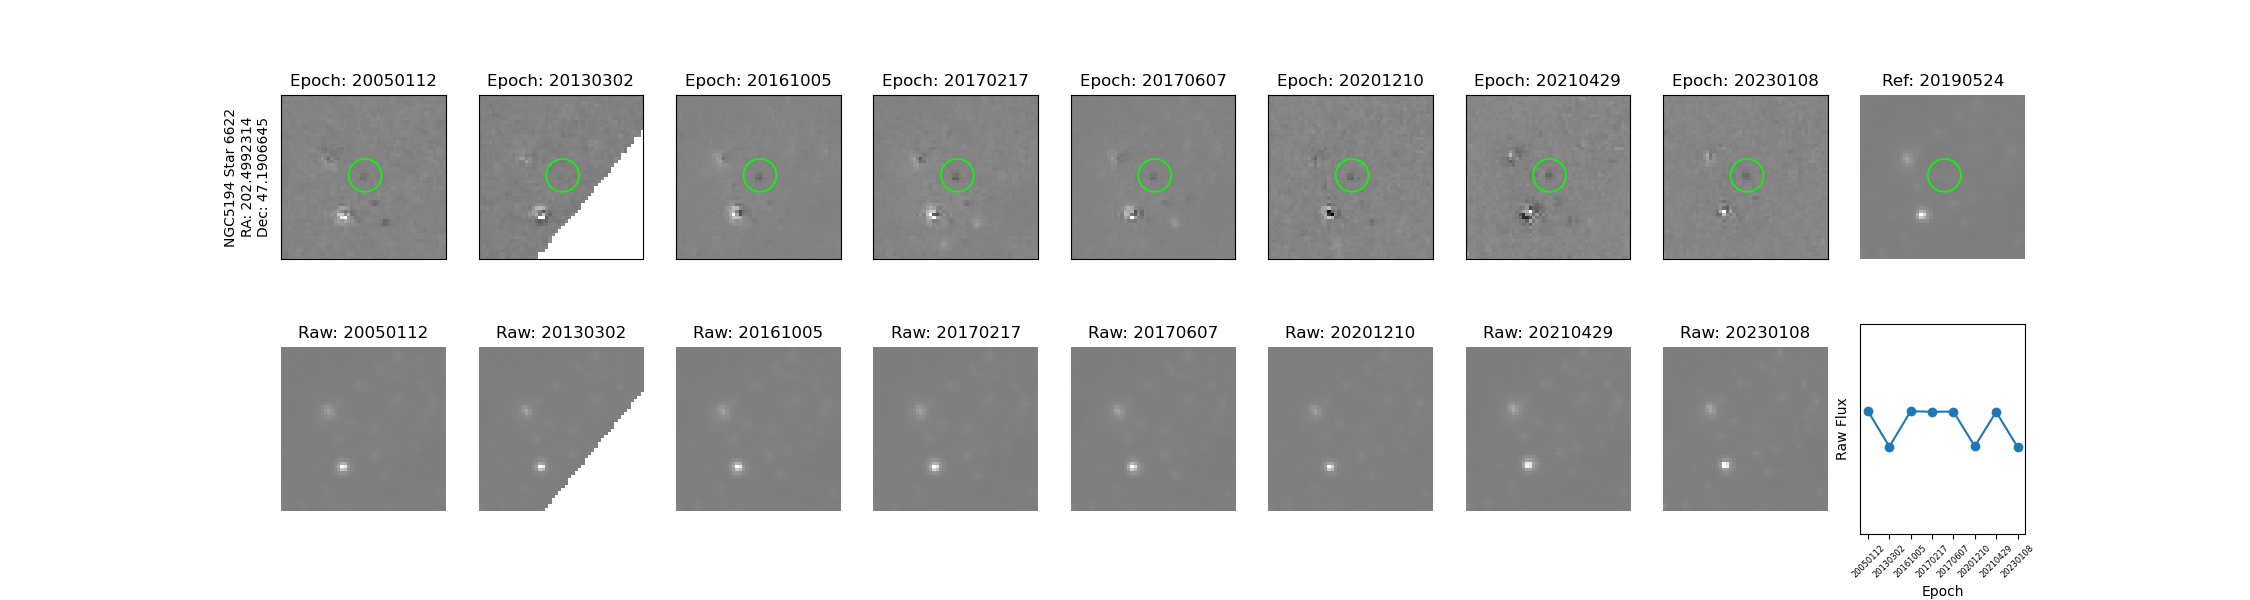 Epoch: 20050112
Epoch: 20130302
Epoch: 20161005
Epoch: 20170217
Epoch: 20170607
Epoch: 20201210
Epoch: 20210429
Epoch: 20230108
Ref: 20190524
NGC5194 Star 6622
RA: 202.4992314
Dec: 47.1906645
Raw: 20050112
Raw: 20130302
Raw: 20161005
Raw: 20170217
Raw: 20170607
Raw: 20201210
Raw: 20210429
Raw: 20230108
Raw Flux
20050112
20130302
20161005
20170217
20170607
20201210
20210429
20230108
Epoch